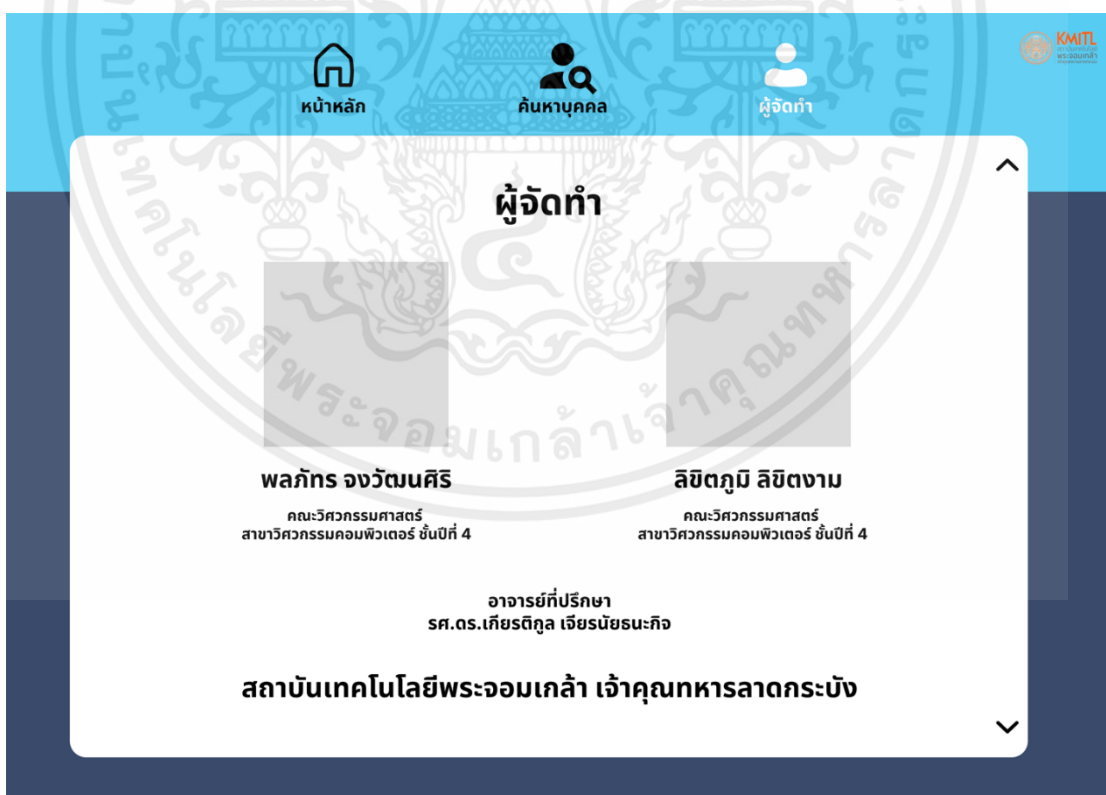 หน้าหลัก
ค้นหาบุคคล
ผู้จัดทำ
KMITL
พระจอมเกล้า
ผู้จัดทำ
พลภัทร จงวัฒนศิริ
ลิขิตภูมิ ลิขิตงาม
คณะวิศวกรรมศาสตร์
สาขาวิศวกรรมคอมพิวเตอร์ ชั้นปีที่ 4
คณะวิศวกรรมศาสตร์
สาขาวิศวกรรมคอมพิวเตอร์ ชั้นปีที่ 4
อาจารย์ที่ปรึกษา
รศ.ดร.เกียรติกูล เจียรนัยธนะกิจ
สถาบันเทคโนโลยีพระจอมเกล้า เจ้าคุณทหารลาดกระบัง